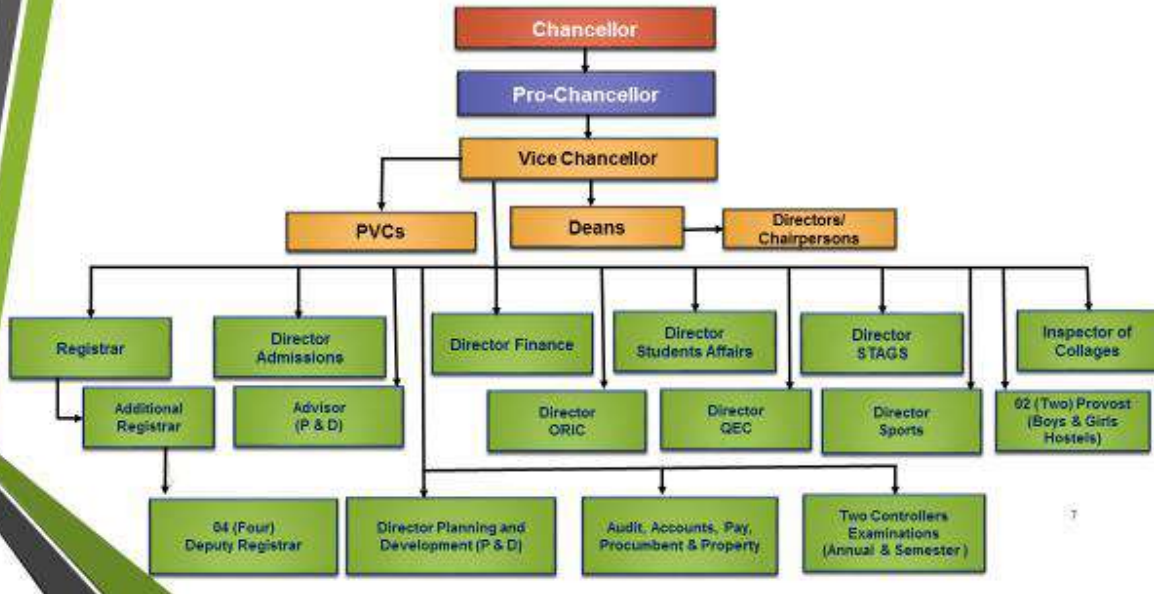 Chancellor
Pro-Chancellor
Vice Chancellor
PVCs
Deans
Directors/
Chairpersons
Registrar
Director
Admissions
Director Finance
Director
Students Affairs
Director
STAGS
Inspector of
Collages
Additional
Registrar
Advisor
(P & D)
Director
ORIC
Director
QEC
Director
Sports
02 (Two) Provost
(Boys & Girls
Hostels)
04 (Four)
Deputy Registrar
Director Planning and
Development (P & D)
Audit, Accounts, Pay,
Procumbent & Property
Two Controllers
Examinations
(Annual & Semester )
7